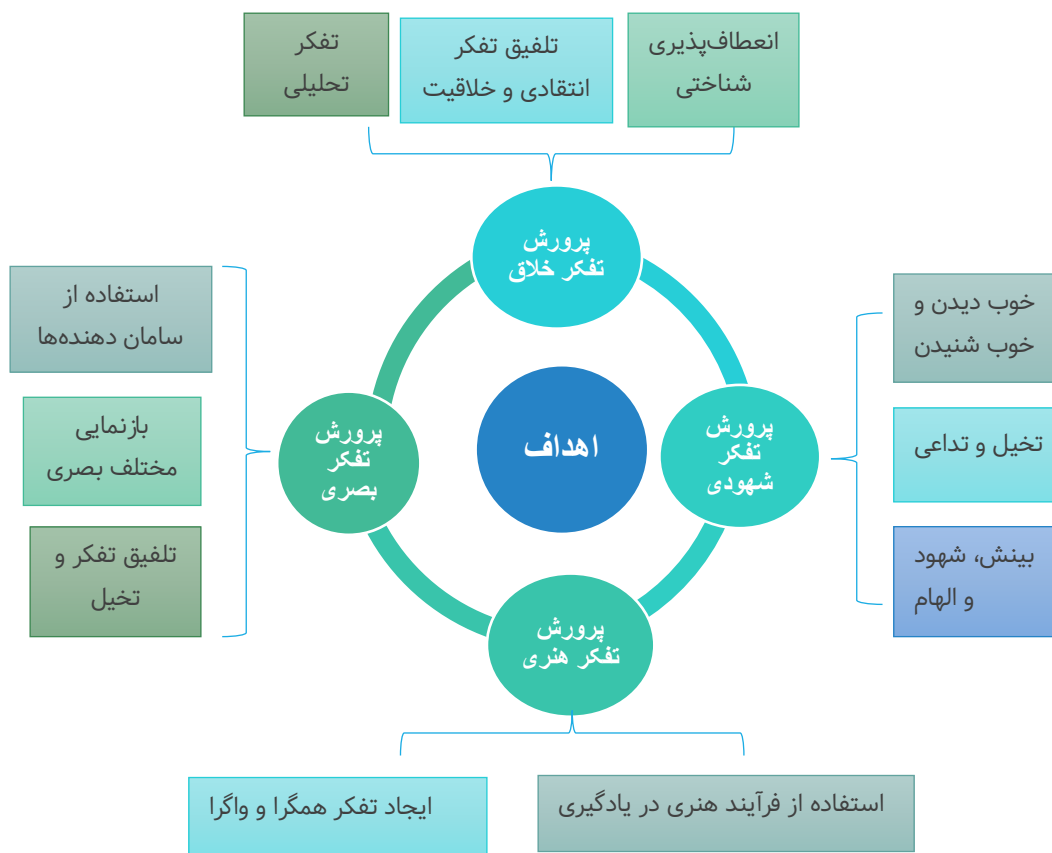 انعطاف‌پذیری
شناختی
تلفیق تفکر
انتقادی و خلاقیت
تفکر
تحلیلی
پرورش
تفکر خلاق
خوب دیدن و
خوب شنیدن
تخیل و تداعی
بینش، شهود
و الهام
پرورش
تفکر
شهودی
اهداف
پرورش
تفکر
بصری
استفاده از
سامان دهنده‌ها
بازنمایی
مختلف بصری
تلفیق تفکر و
تخیل
پرورش
تفکر هنری
استفاده از فرآیند هنری در یادگیری
ایجاد تفکر همگرا و واگرا